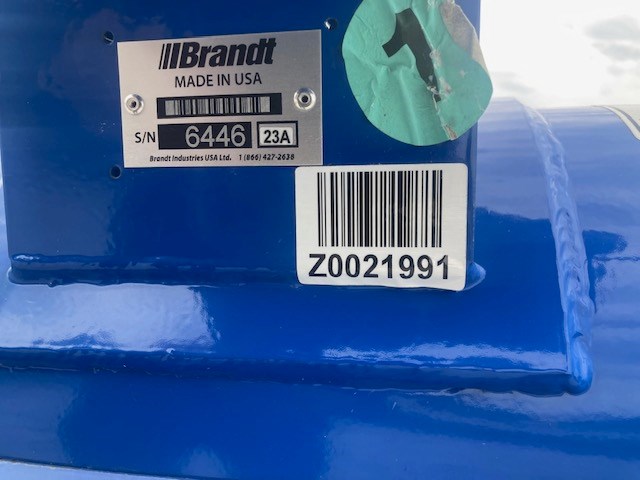 Brandt
MADE IN USA
S/N 6446 23A
Brandt Industries USA Ltd. 1 (866) 427-2638
1
Z0021991